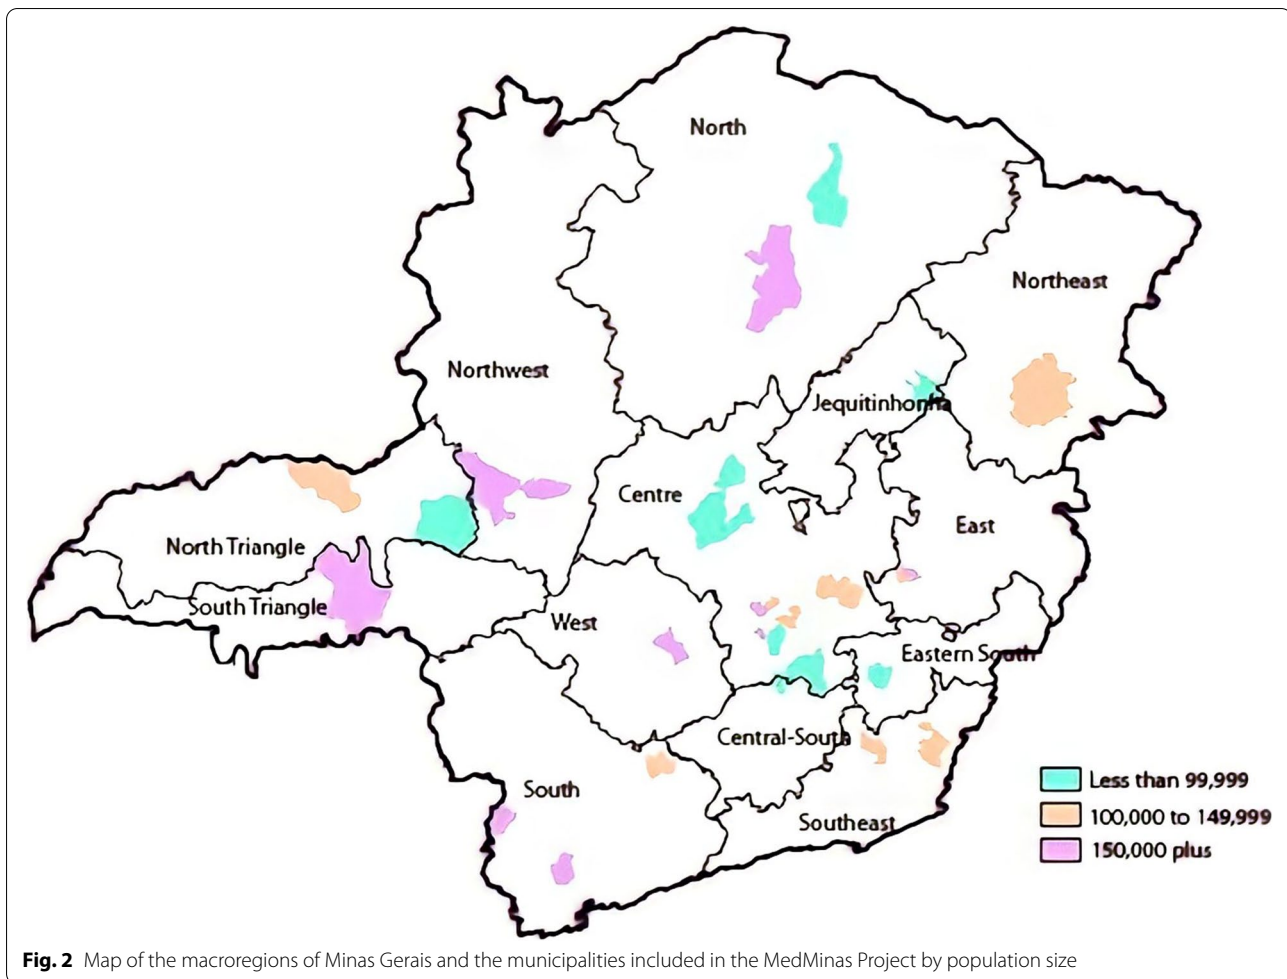 North
Northeast
Northwest
Jequitinhonha
Centre
East
North Triangle
South Triangle
West
Eastern South
Central-South
South
Southeast
Less than 99,999
100,000 to 149,999
150,000 plus
Fig. 2 Map of the macroregions of Minas Gerais and the municipalities included in the MedMinas Project by population size